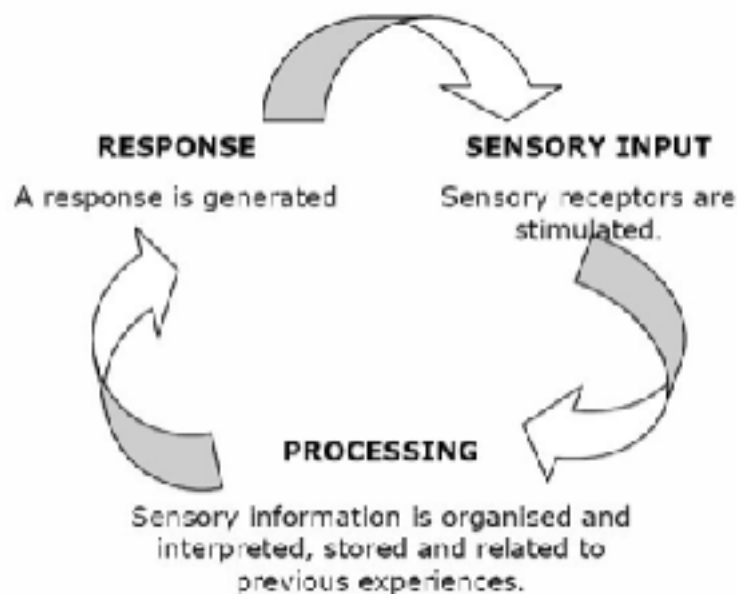 RESPONSE
A response is generated
SENSORY INPUT
Sensory receptors are
stimulated.
PROCESSING
Sensory information is organised and
interpreted, stored and related to
previous experiences.